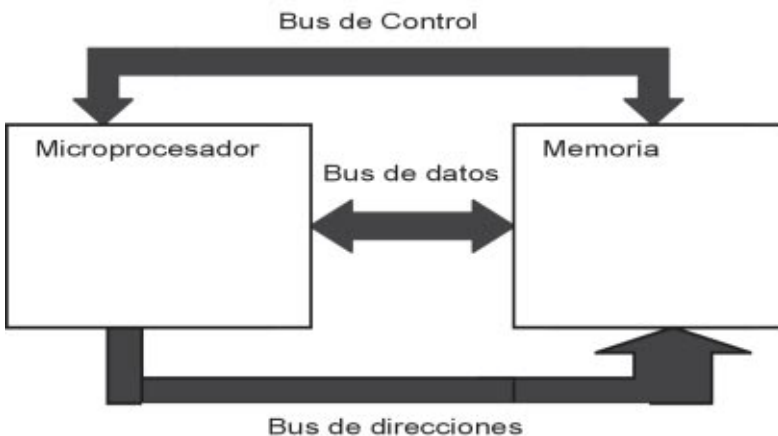 Bus de Control
Microprocesador
Memoria
Bus de datos
Bus de direcciones